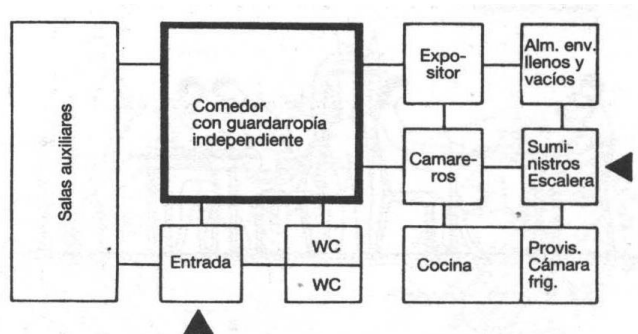 Salas auxiliares
Comedor
con guardarropía
independiente
Expo-
sitor
Alm. env.
llenos y
vacíos
Camare-
ros
Sumi-
nistros
Escalera
Entrada
WC
WC
Cocina
Provis.
Cámara
frig.